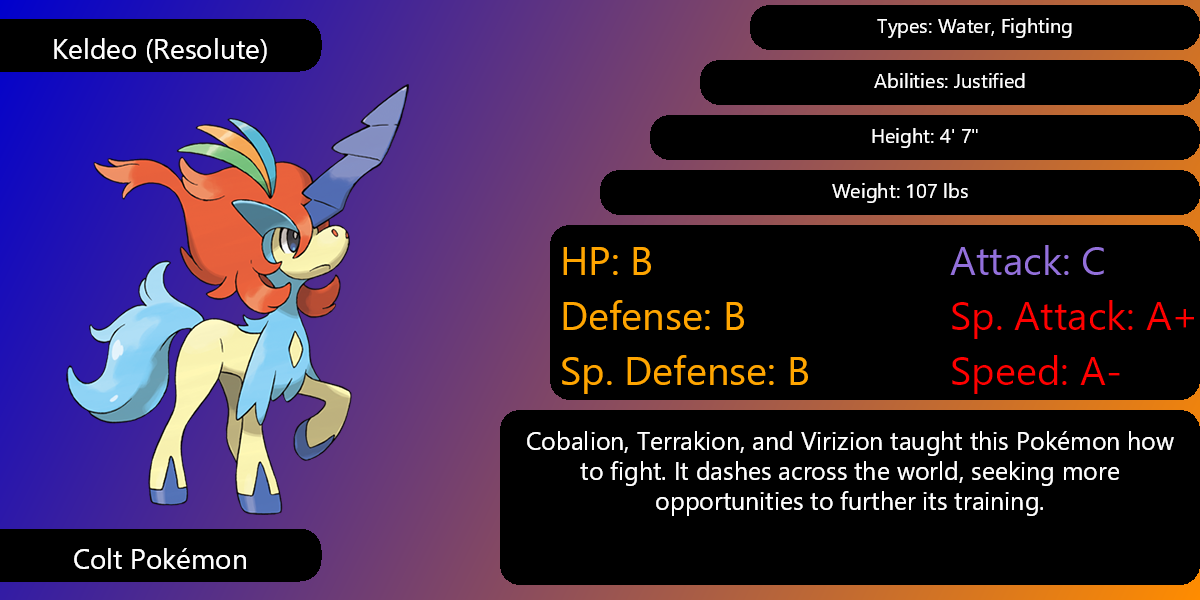 Keldeo (Resolute)
Types: Water, Fighting
Abilities: Justified
Height: 4' 7"
Weight: 107 lbs
HP: B
Attack: C
Defense: B
Sp. Attack: A+
Sp. Defense: B
Speed: A-
Cobalion, Terrakion, and Virizion taught this Pokémon how
to fight. It dashes across the world, seeking more
opportunities to further its training.
Colt Pokémon